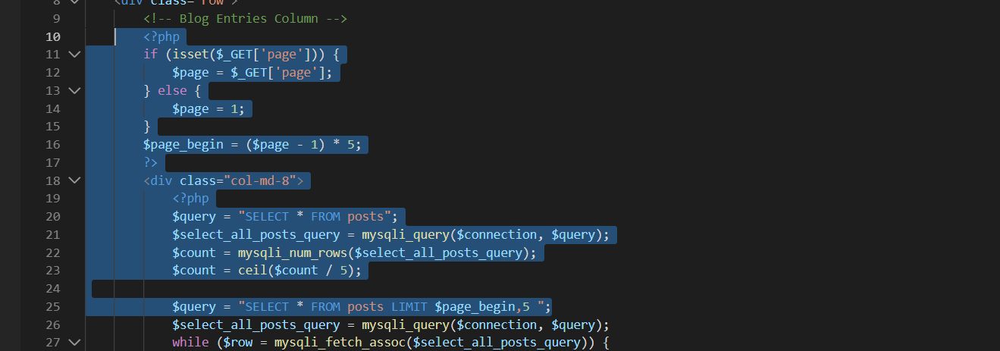 8 <div class="row">
9 <!-- Blog Entries Column -->
10 <?php
11 if (isset($_GET['page'])) {
12 $page = $_GET['page'];
13 } else {
14 $page = 1;
15 }
16 $page_begin = ($page - 1) * 5;
17 ?>
18 <div class="col-md-8">
19 <?php
20 $query = "SELECT * FROM posts";
21 $select_all_posts_query = mysqli_query($connection, $query);
22 $count = mysqli_num_rows($select_all_posts_query);
23 $count = ceil($count / 5);
24
25 $query = "SELECT * FROM posts LIMIT $page_begin,5 ";
26 $select_all_posts_query = mysqli_query($connection, $query);
27 while ($row = mysqli_fetch_assoc($select_all_posts_query)) {